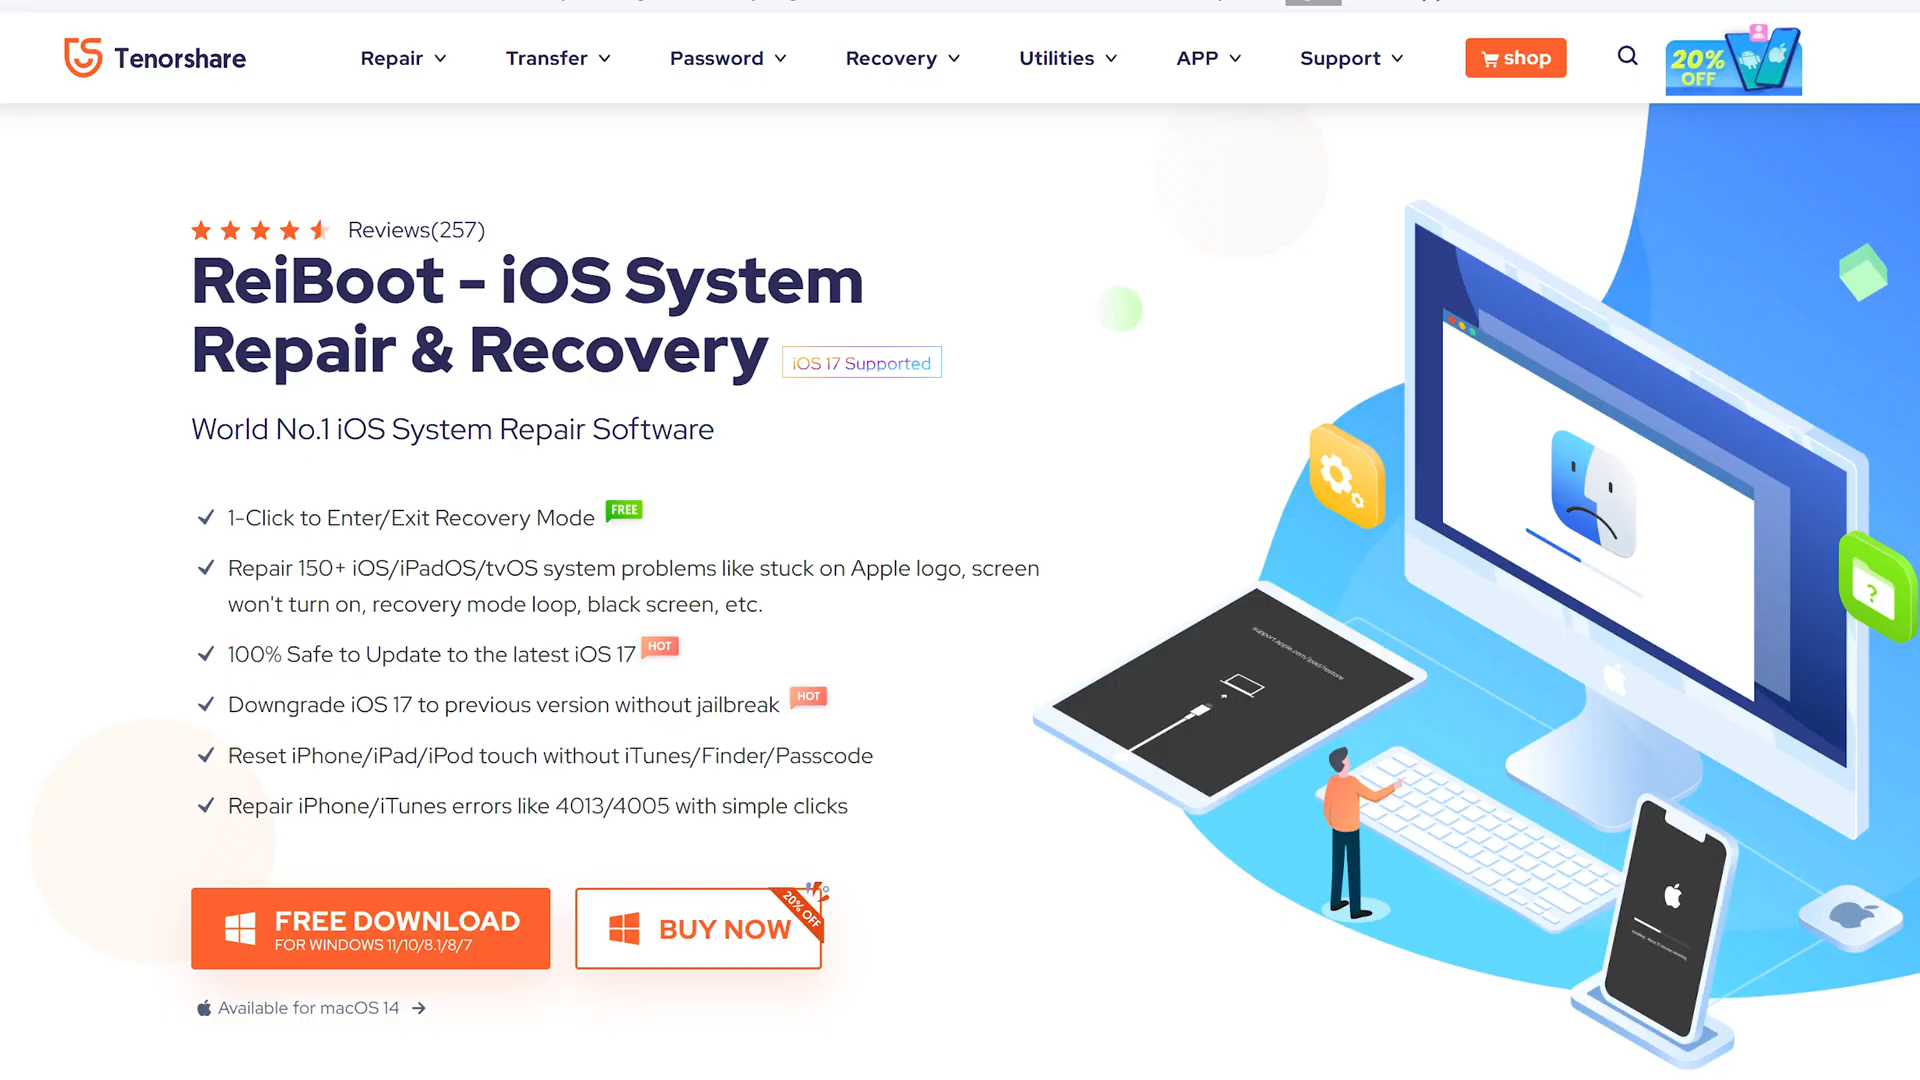 Tenorshare
Repair
Transfer
Password
Recovery
Utilities
APP
Support
shop
20%
OFF
Reviews(257)
ReiBoot - iOS System
Repair & Recovery
iOS 17 Supported
World No.1 iOS System Repair Software
1-Click to Enter/Exit Recovery Mode FREE
Repair 150+ iOS/iPadOS/tvOS system problems like stuck on Apple logo, screen
won't turn on, recovery mode loop, black screen, etc.
100% Safe to Update to the latest iOS 17 HOT
Downgrade iOS 17 to previous version without jailbreak HOT
Reset iPhone/iPad/iPod touch without iTunes/Finder/Passcode
Repair iPhone/iTunes errors like 4013/4005 with simple clicks
FREE DOWNLOAD
FOR WINDOWS 11/10/8.1/8/7
BUY NOW
20% OFF
Available for macOS 14
support.apple.com/ipad/restore
?